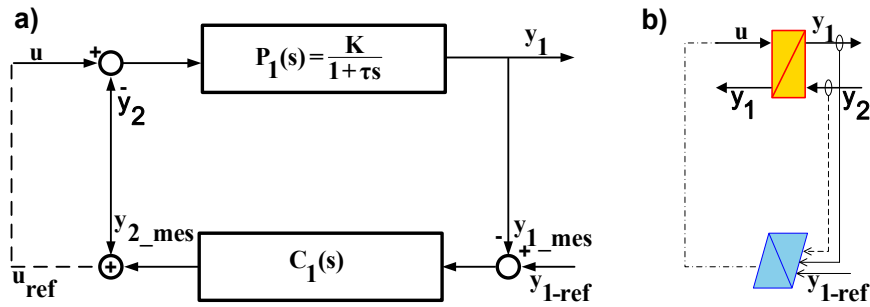 a)
u
+
-
y2
P1(s) = K / (1 + τs)
y1
y2_mes
+
uref
C1(s)
-
+
y1_mes
y1-ref
b)
u
y1
y1
y2
y1-ref